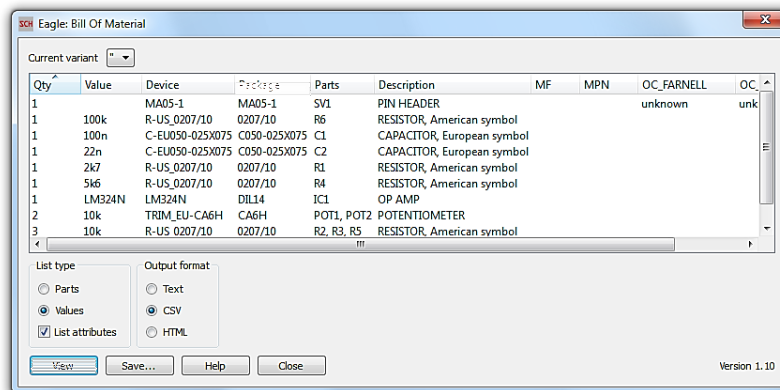 SCH Eagle: Bill Of Material
Current variant "
Qty Value Device Package Parts Description MF MPN OC_FARNELL OC_
1 MA05-1 MA05-1 SV1 PIN HEADER unknown unk
1 100k R-US_0207/10 0207/10 R6 RESISTOR, American symbol
1 100n C-EU050-025X075 C050-025X075 C1 CAPACITOR, European symbol
1 22n C-EU050-025X075 C050-025X075 C2 CAPACITOR, European symbol
1 2k7 R-US_0207/10 0207/10 R1 RESISTOR, American symbol
1 5k6 R-US_0207/10 0207/10 R4 RESISTOR, American symbol
1 LM324N LM324N DIL14 IC1 OP AMP
2 10k TRIM_EU-CA6H CA6H POT1, POT2 POTENTIOMETER
3 10k R-US_0207/10 0207/10 R2, R3, R5 RESISTOR, American symbol
List type Output format
Parts Text
Values CSV
List attributes HTML
View Save... Help Close Version 1.10